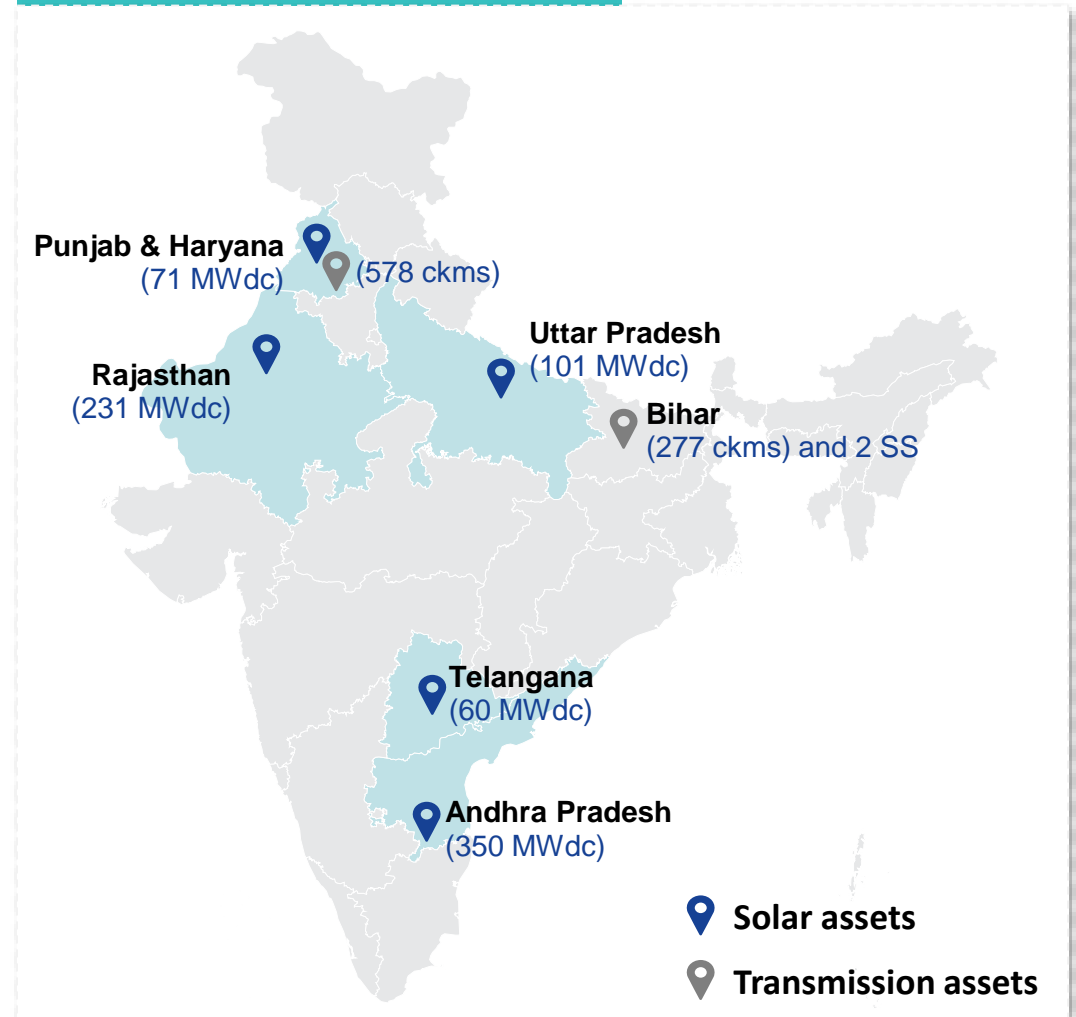 Punjab & Haryana
(71 MWdc)
(578 ckms)
Rajasthan
(231 MWdc)
Uttar Pradesh
(101 MWdc)
Bihar
(277 ckms) and 2 SS
Telangana
(60 MWdc)
Andhra Pradesh
(350 MWdc)
Solar assets
Transmission assets